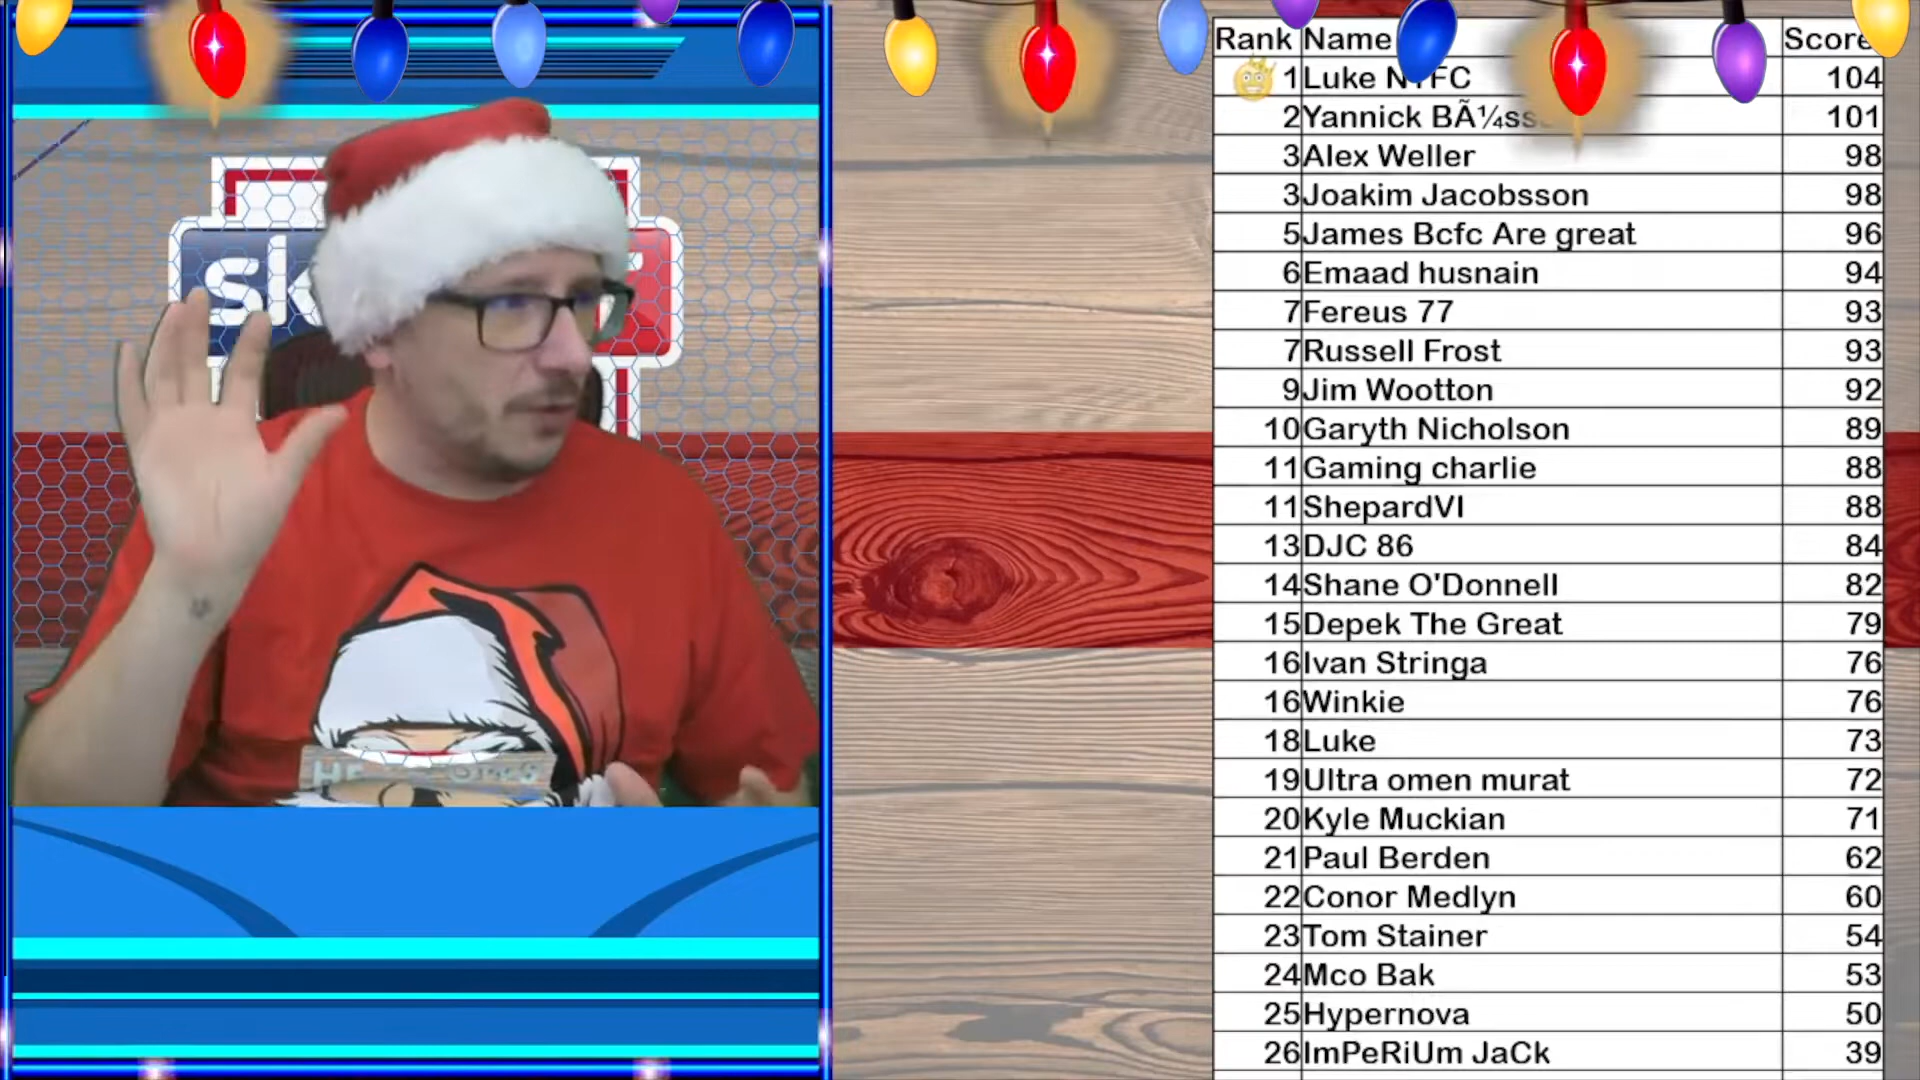 Rank Name Score
1 Luke NTFC 104
2 Yannick BÃ¼ss 101
3 Alex Weller 98
3 Joakim Jacobsson 98
5 James Bcfc Are great 96
6 Emaad husnain 94
7 Fereus 77 93
7 Russell Frost 93
9 Jim Wootton 92
10 Garyth Nicholson 89
11 Gaming charlie 88
11 ShepardVI 88
13 DJC 86 84
14 Shane O'Donnell 82
15 Depek The Great 79
16 Ivan Stringa 76
16 Winkie 76
18 Luke 73
19 Ultra omen murat 72
20 Kyle Muckian 71
21 Paul Berden 62
22 Conor Medlyn 60
23 Tom Stainer 54
24 Mco Bak 53
25 Hypernova 50
26 ImPeRiUm JaCk 39